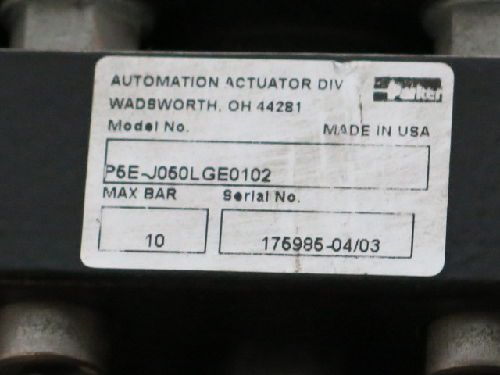 AUTOMATION ACTUATOR DIV
Parker
WADSWORTH, OH 44281
Model No.
MADE IN USA
P5E-J050LGE0102
MAX BAR
Serial No.
10
175985-04/03